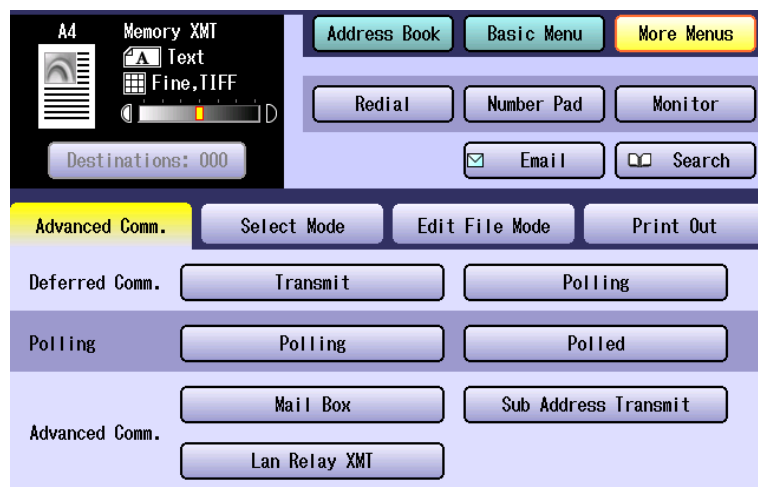 A4 Memory XMT
A Text
Fine,TIFF
Destinations: 000
Address Book Basic Menu More Menus
Redial Number Pad Monitor
Email Search
Advanced Comm. Select Mode Edit File Mode Print Out
Deferred Comm. Transmit Polling
Polling Polling Polled
Advanced Comm. Mail Box Sub Address Transmit
Lan Relay XMT